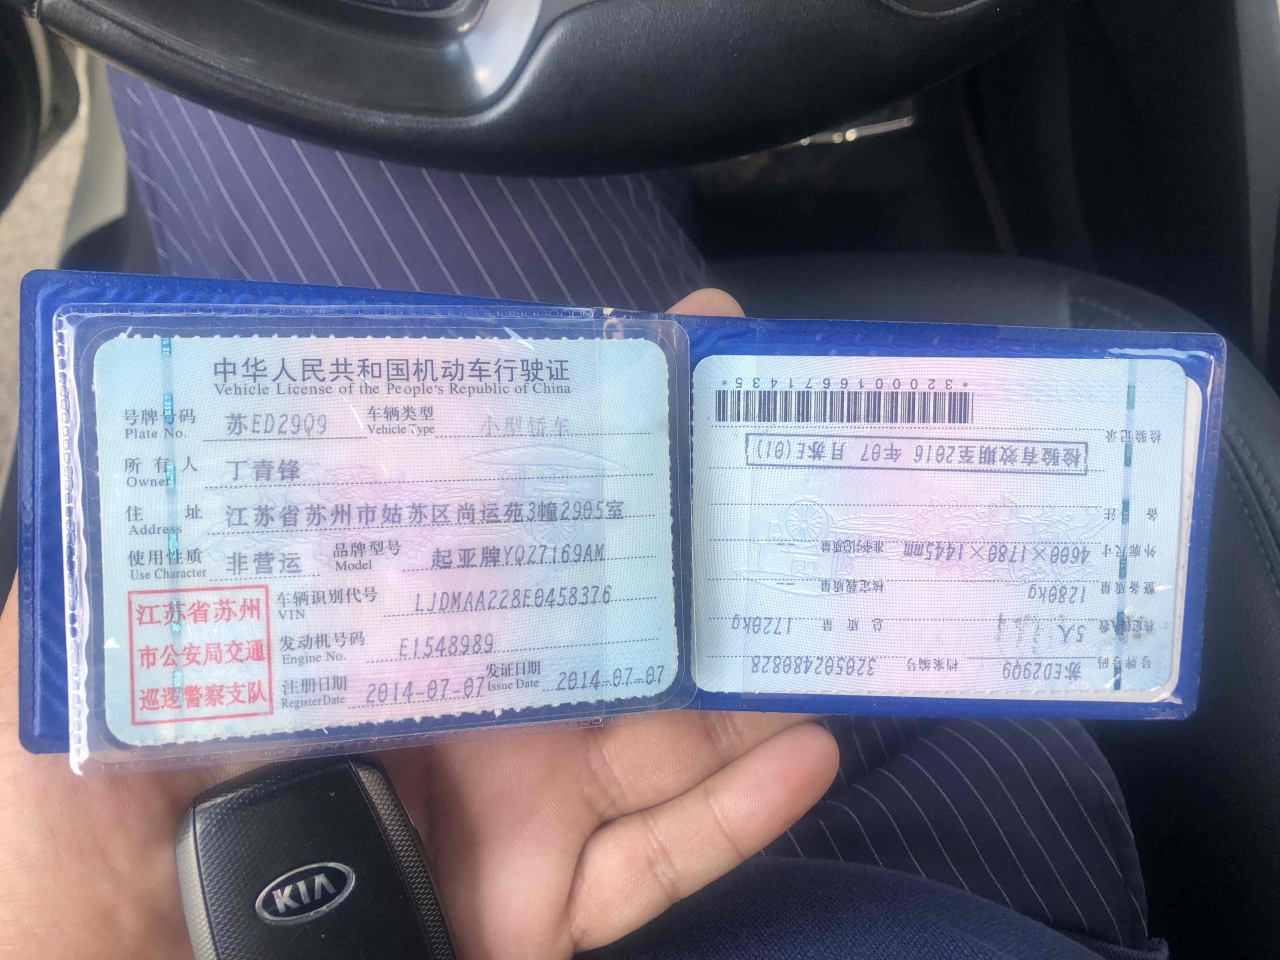 中华人民共和国机动车行驶证
Vehicle License of the People's Republic of China
号牌号码 苏ED29Q9 车辆类型 小型轿车
Plate No. Vehicle Type
所有人 丁青锋
Owner
住址 江苏省苏州市姑苏区尚运苑3幢2905室
Address
使用性质 非营运 品牌型号 起亚牌YQZ7169AM
Use Character Model
江苏省苏州
市公安局交通
巡逻警察支队
车辆识别代号 LJDMAA228E0458376
VIN
发动机号码 E1548989
Engine No.
注册日期 2014-07-07 发证日期 2014-07-07
Register Date Issue Date
号牌号码 苏ED29Q9 档案编号 320502480828
核定载人数 5人 总质量 1720kg
整备质量 1280kg 核定载质量
外廓尺寸 4600×1780×1445mm 准牵引总质量
备注
检验有效期至2016年07月苏E(01)
检验记录
*3200016671435*
KIA